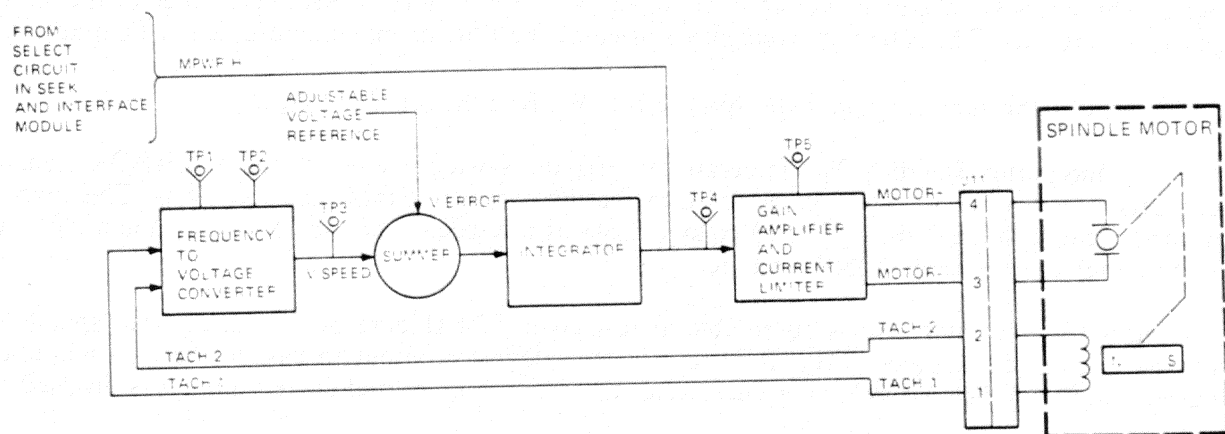 FROM
SELECT
CIRCUIT
IN SEEK
AND INTERFACE
MODULE
MPWR H
ADJUSTABLE
VOLTAGE
REFERENCE
SPINDLE MOTOR
TP1
TP2
TP3
V ERROR
TP4
TP5
MOTOR-
J11
4
FREQUENCY
TO
VOLTAGE
CONVERTER
V SPEED
SUMMER
INTEGRATOR
GAIN
AMPLIFIER
AND
CURRENT
LIMITER
MOTOR-
3
TACH 2
TACH 2
2
TACH 1
TACH 1
1
N S